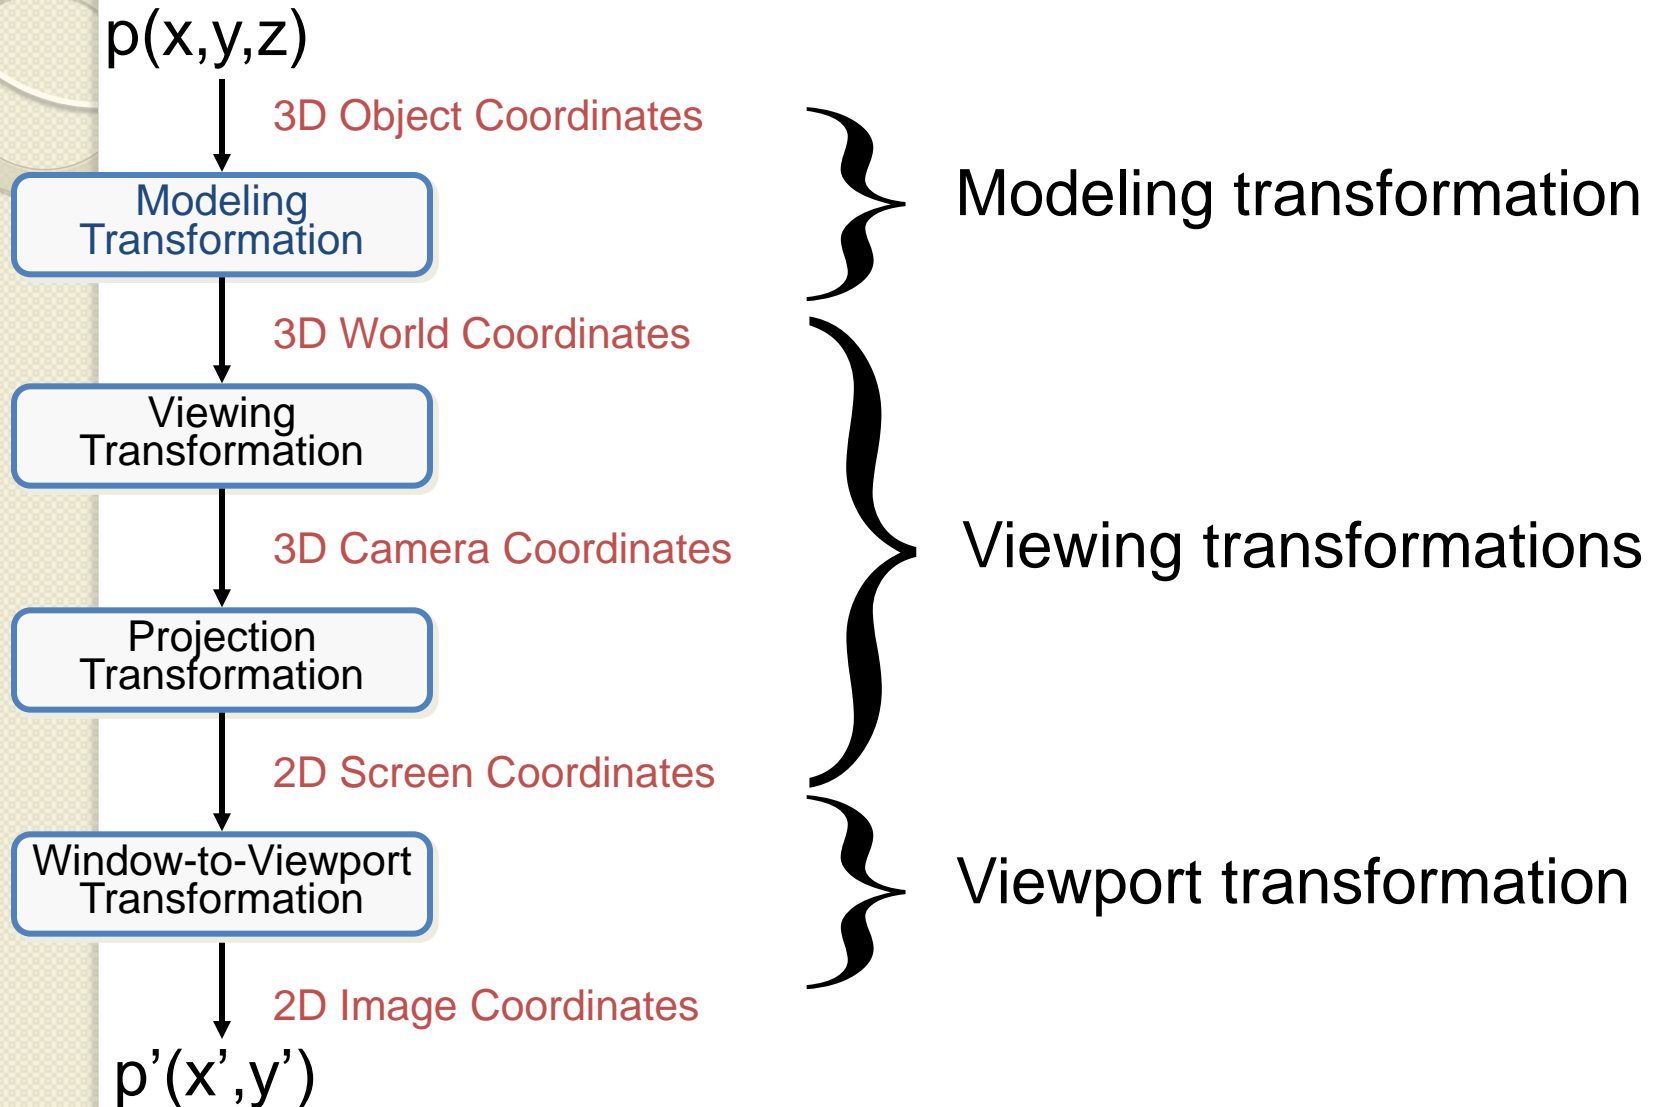 p(x,y,z)
3D Object Coordinates
Modeling
Transformation
Modeling transformation
3D World Coordinates
Viewing
Transformation
3D Camera Coordinates
Viewing transformations
Projection
Transformation
2D Screen Coordinates
Window-to-Viewport
Transformation
Viewport transformation
2D Image Coordinates
p’(x’,y’)